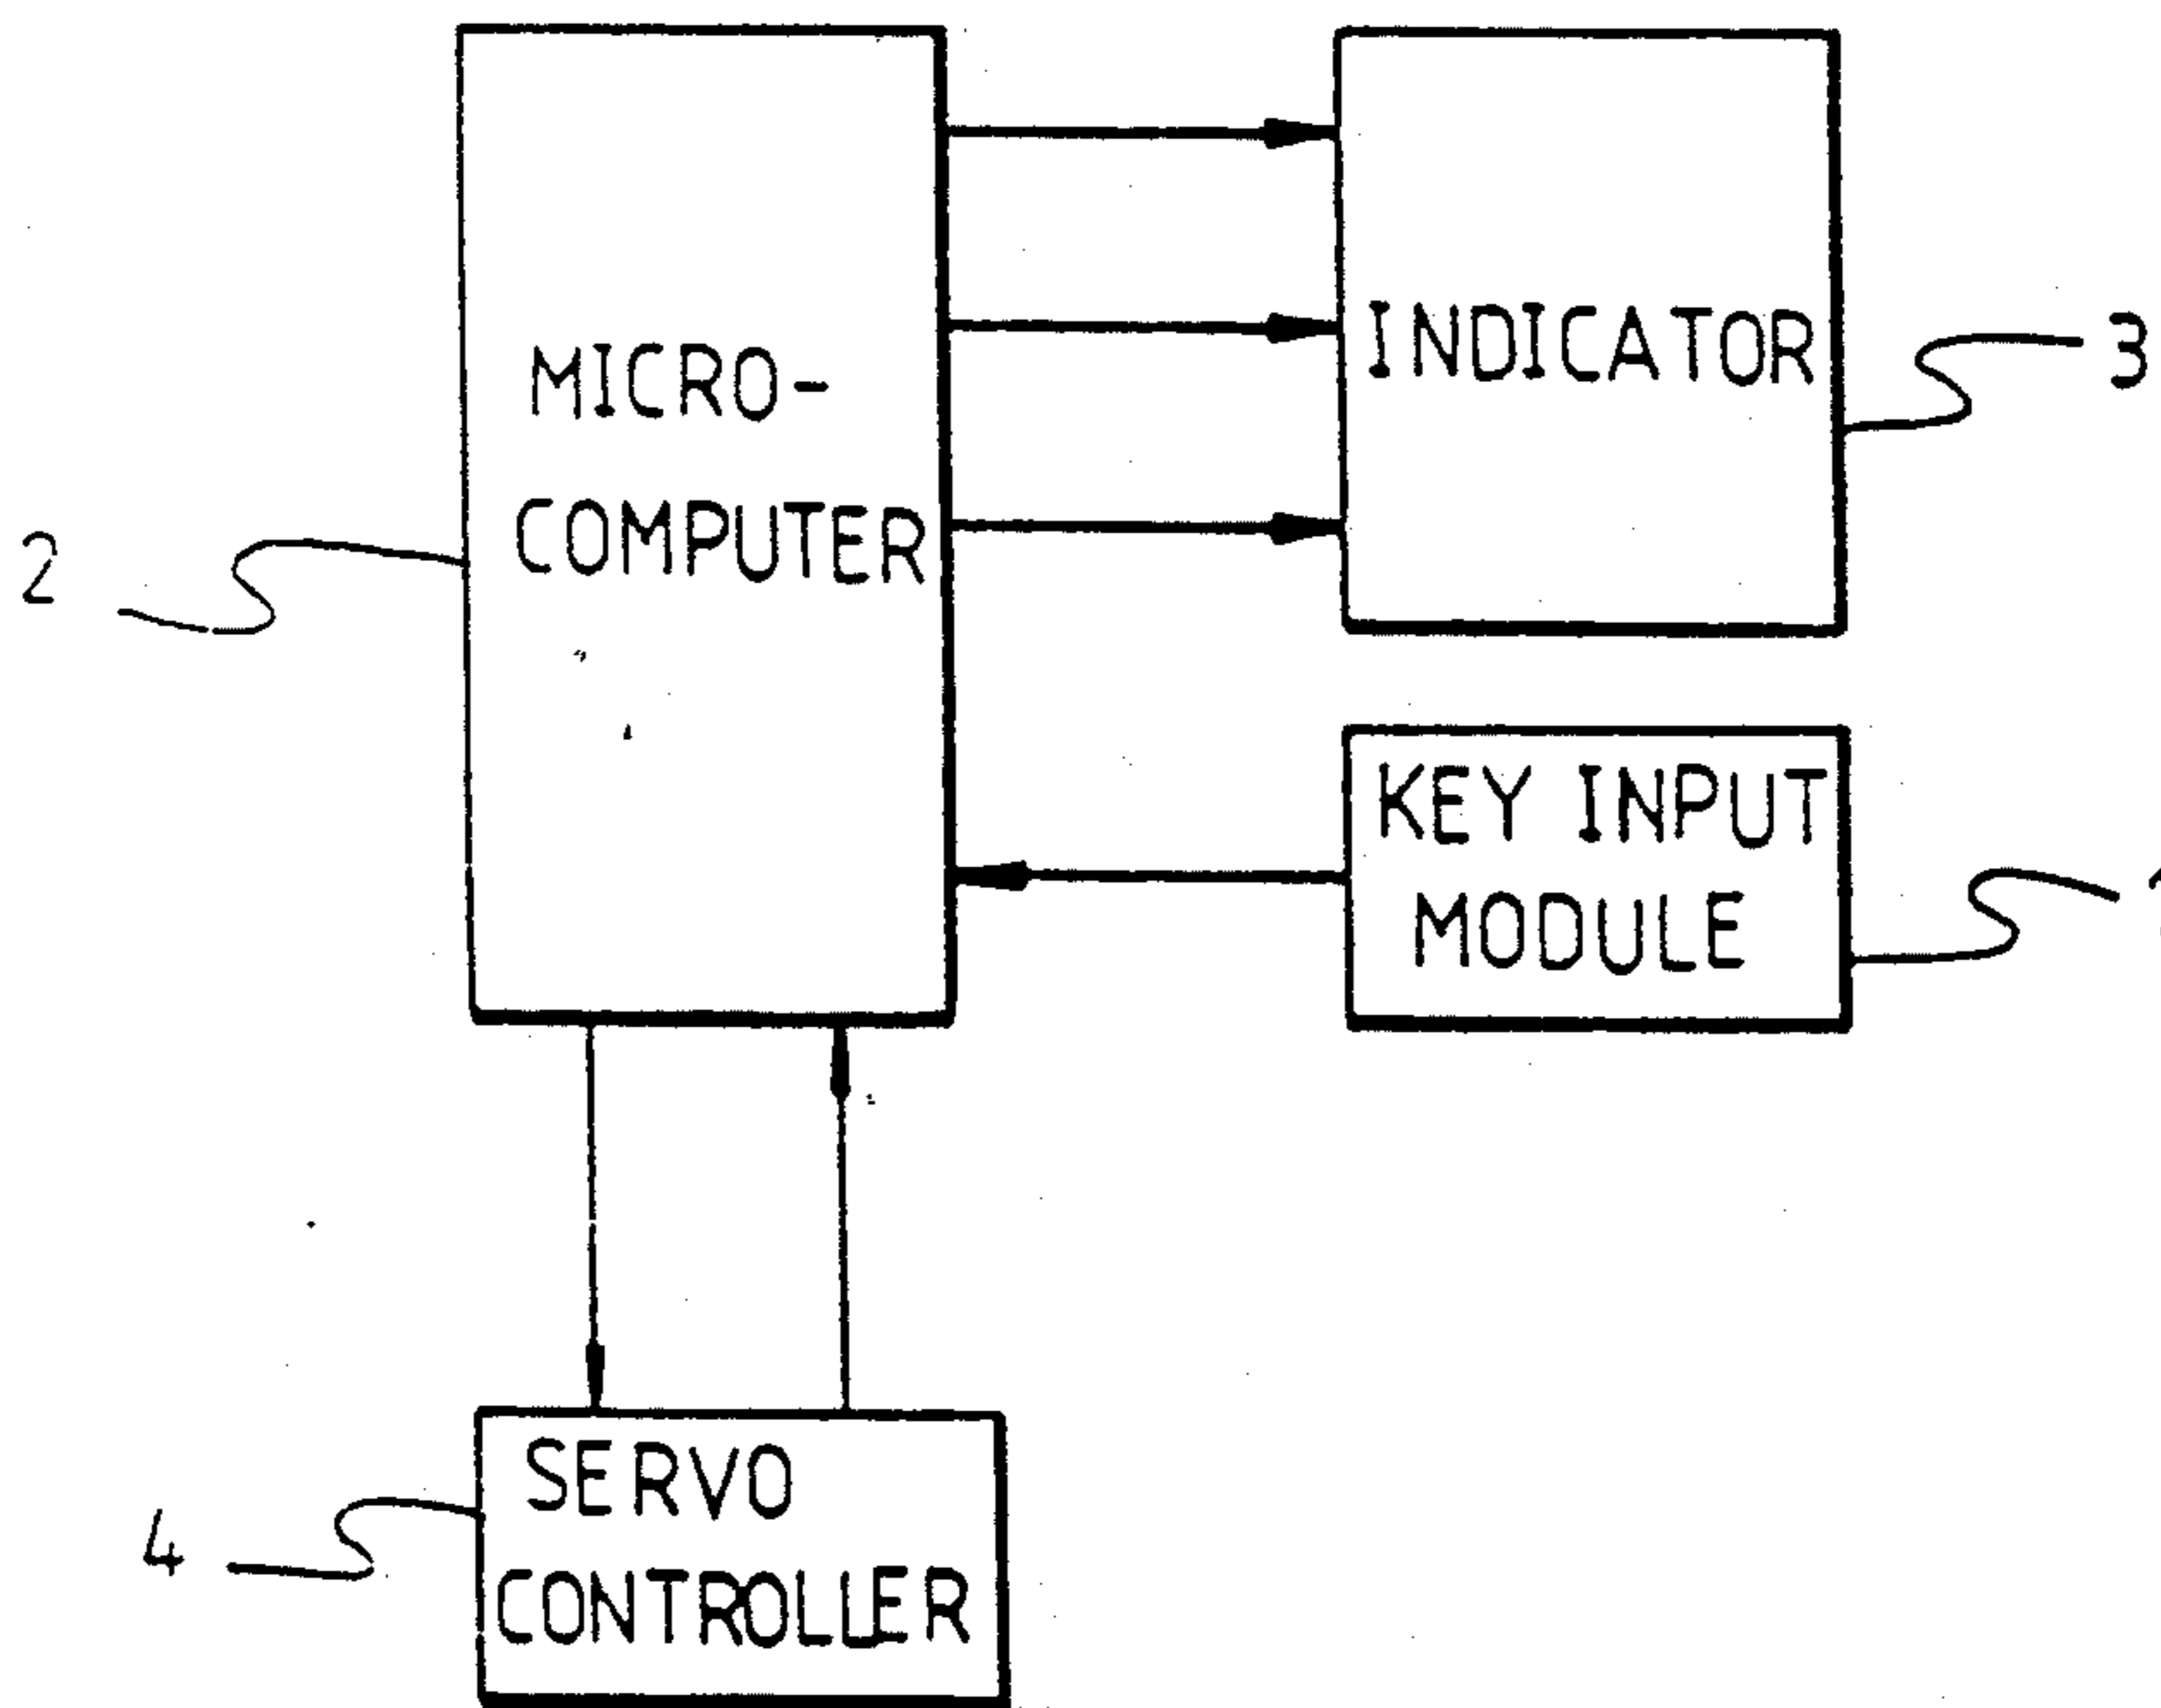 MICRO-
COMPUTER
INDICATOR
3
2
KEY INPUT
MODULE
SERVO
CONTROLLER
4